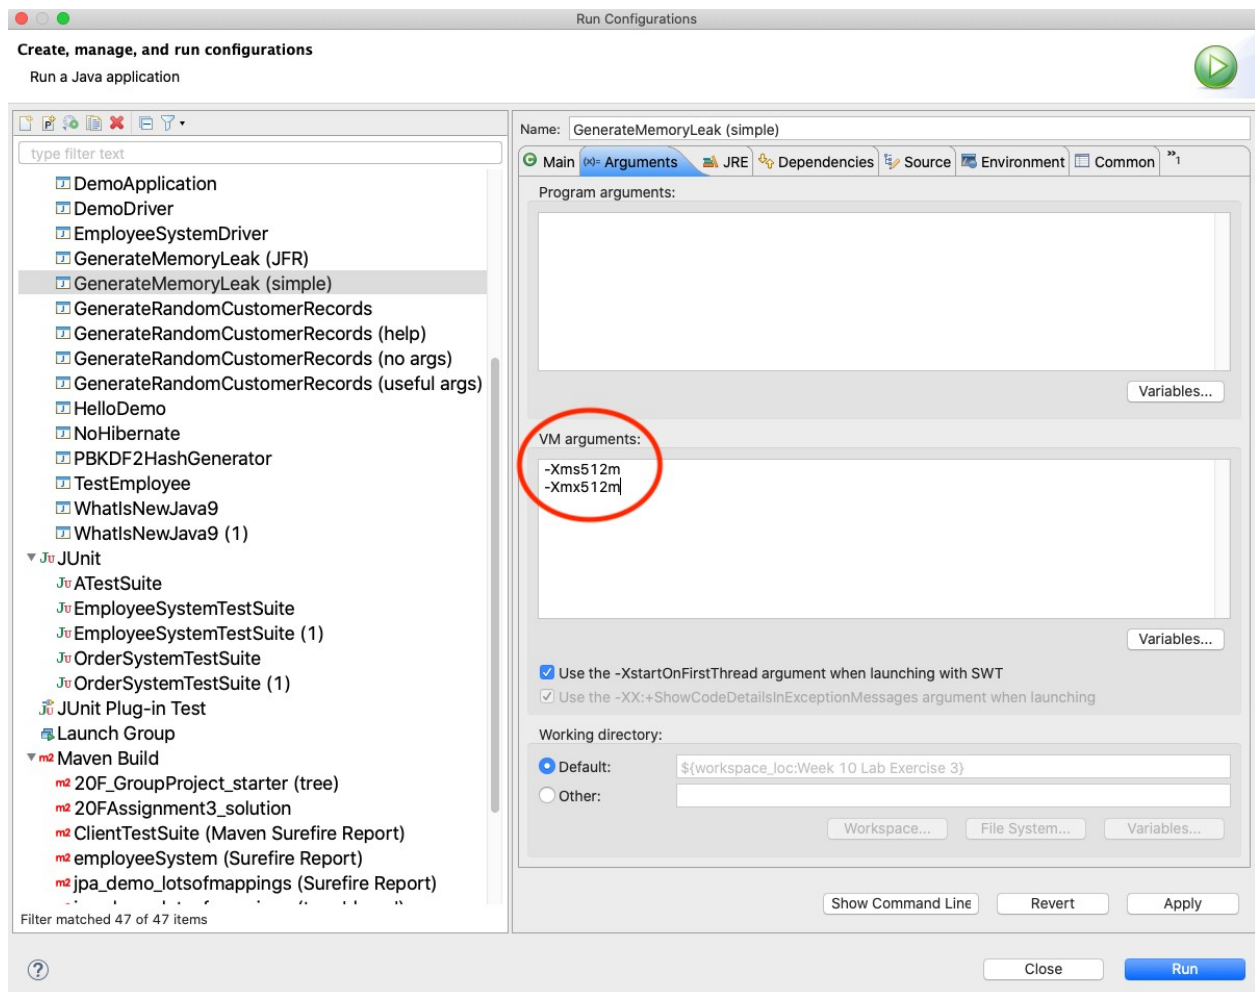 Run Configurations
Create, manage, and run configurations
Run a Java application
type filter text
DemoApplication
DemoDriver
EmployeeSystemDriver
GenerateMemoryLeak (JFR)
GenerateMemoryLeak (simple)
GenerateRandomCustomerRecords
GenerateRandomCustomerRecords (help)
GenerateRandomCustomerRecords (no args)
GenerateRandomCustomerRecords (useful args)
HelloDemo
NoHibernate
PBKDF2HashGenerator
TestEmployee
WhatIsNewJava9
WhatIsNewJava9 (1)
JUnit
ATestSuite
EmployeeSystemTestSuite
EmployeeSystemTestSuite (1)
OrderSystemTestSuite
OrderSystemTestSuite (1)
JUnit Plug-in Test
Launch Group
Maven Build
20F_GroupProject_starter (tree)
20FAssignment3_solution
ClientTestSuite (Maven Surefire Report)
employeeSystem (Surefire Report)
jpa_demo_lotsofmappings (Surefire Report)
Filter matched 47 of 47 items
Name: GenerateMemoryLeak (simple)
Main (x)= Arguments JRE Dependencies Source Environment Common »1
Program arguments:
Variables...
VM arguments:
-Xms512m
-Xmx512m
Variables...
Use the -XstartOnFirstThread argument when launching with SWT
Use the -XX:+ShowCodeDetailsInExceptionMessages argument when launching
Working directory:
Default: ${workspace_loc:Week 10 Lab Exercise 3}
Other:
Workspace... File System... Variables...
Show Command Line Revert Apply
? Close Run